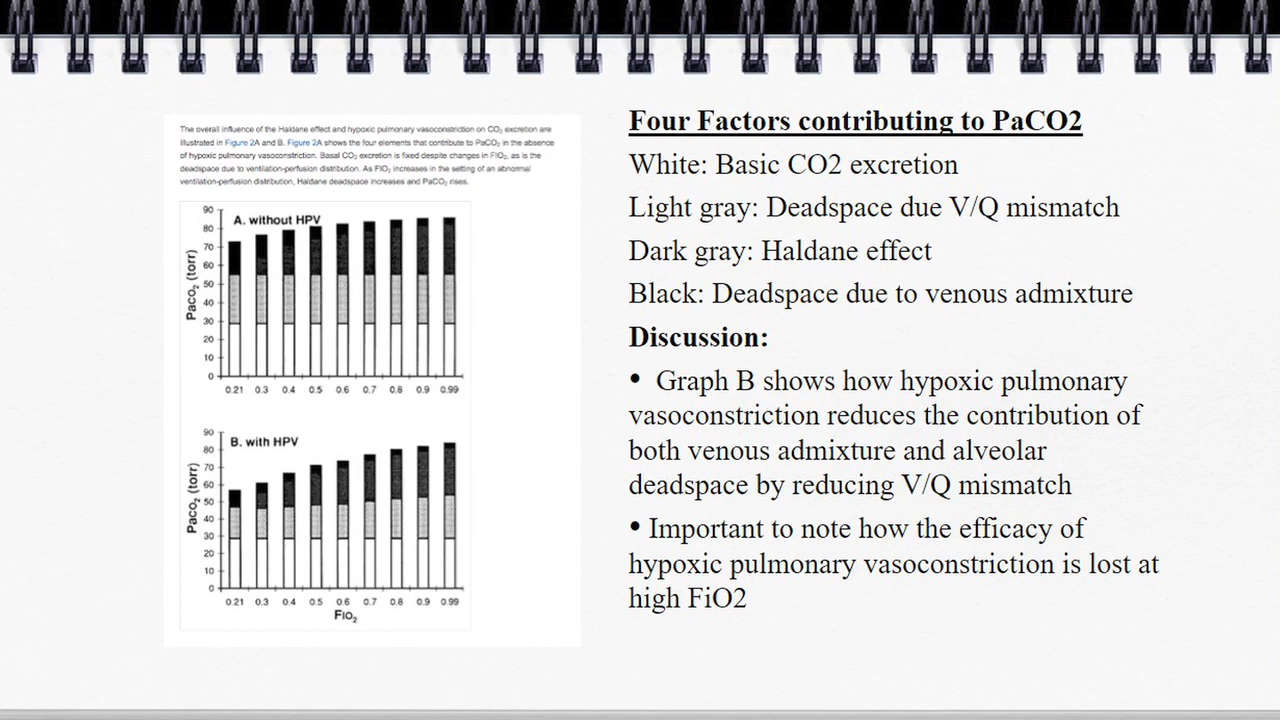 The overall influence of the Haldane effect and hypoxic pulmonary vasoconstriction on CO₂ excretion are
illustrated in Figure 2A and B. Figure 2A shows the four elements that contribute to PaCO₂ in the absence
of hypoxic pulmonary vasoconstriction. Basal CO₂ excretion is fixed despite changes in FIO₂, as is the
deadspace due to ventilation-perfusion distribution. As FIO₂ increases in the setting of an abnormal
ventilation-perfusion distribution, Haldane deadspace increases and PaCO₂ rises.
A. without HPV
Paco₂ (torr)
90
80
70
60
50
40
30
20
10
0
0.21 0.3 0.4 0.5 0.6 0.7 0.8 0.9 0.99
B. with HPV
Paco₂ (torr)
90
80
70
60
50
40
30
20
10
0
0.21 0.3 0.4 0.5 0.6 0.7 0.8 0.9 0.99
FIO₂
Four Factors contributing to PaCO2
White: Basic CO2 excretion
Light gray: Deadspace due V/Q mismatch
Dark gray: Haldane effect
Black: Deadspace due to venous admixture
Discussion:
• Graph B shows how hypoxic pulmonary
vasoconstriction reduces the contribution of
both venous admixture and alveolar
deadspace by reducing V/Q mismatch
• Important to note how the efficacy of
hypoxic pulmonary vasoconstriction is lost at
high FiO2